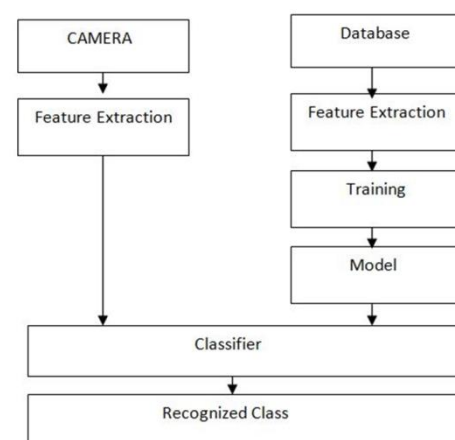 CAMERA
Database
Feature Extraction
Feature Extraction
Training
Model
Classifier
Recognized Class